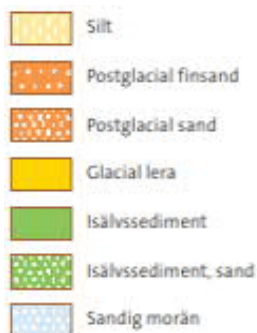 Silt
Postglacial finsand
Postglacial sand
Glacial lera
Isälvssediment
Isälvssediment, sand
Sandig morän